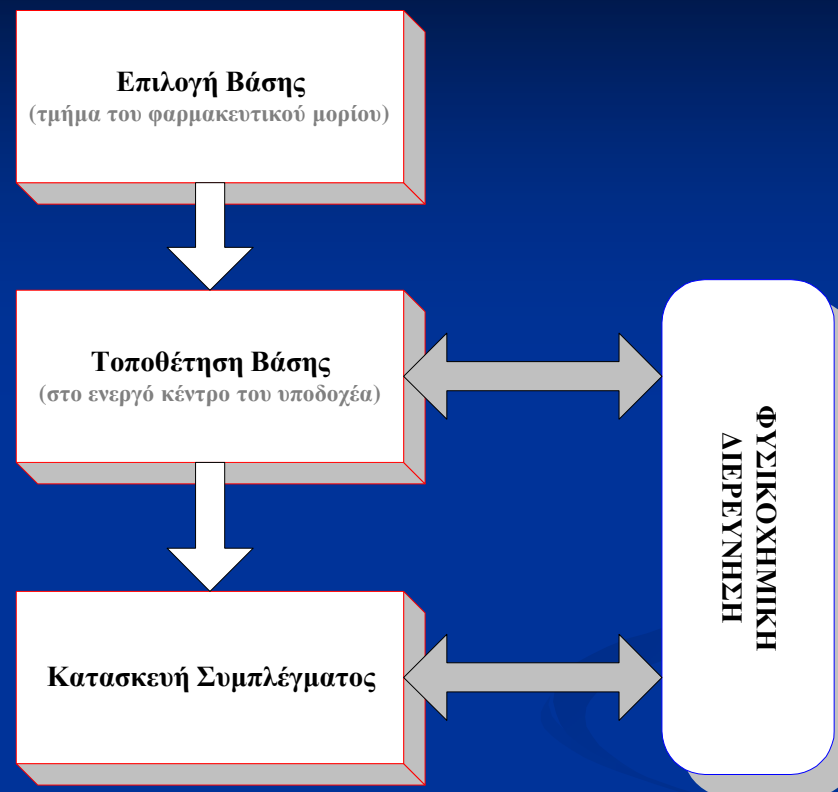 Επιλογή Βάσης
(τμήμα του φαρμακευτικού μορίου)
Τοποθέτηση Βάσης
(στο ενεργό κέντρο του υποδοχέα)
Κατασκευή Συμπλέγματος
ΦΥΣΙΚΟΧΗΜΙΚΗ
ΔΙΕΡΕΥΝΗΣΗ